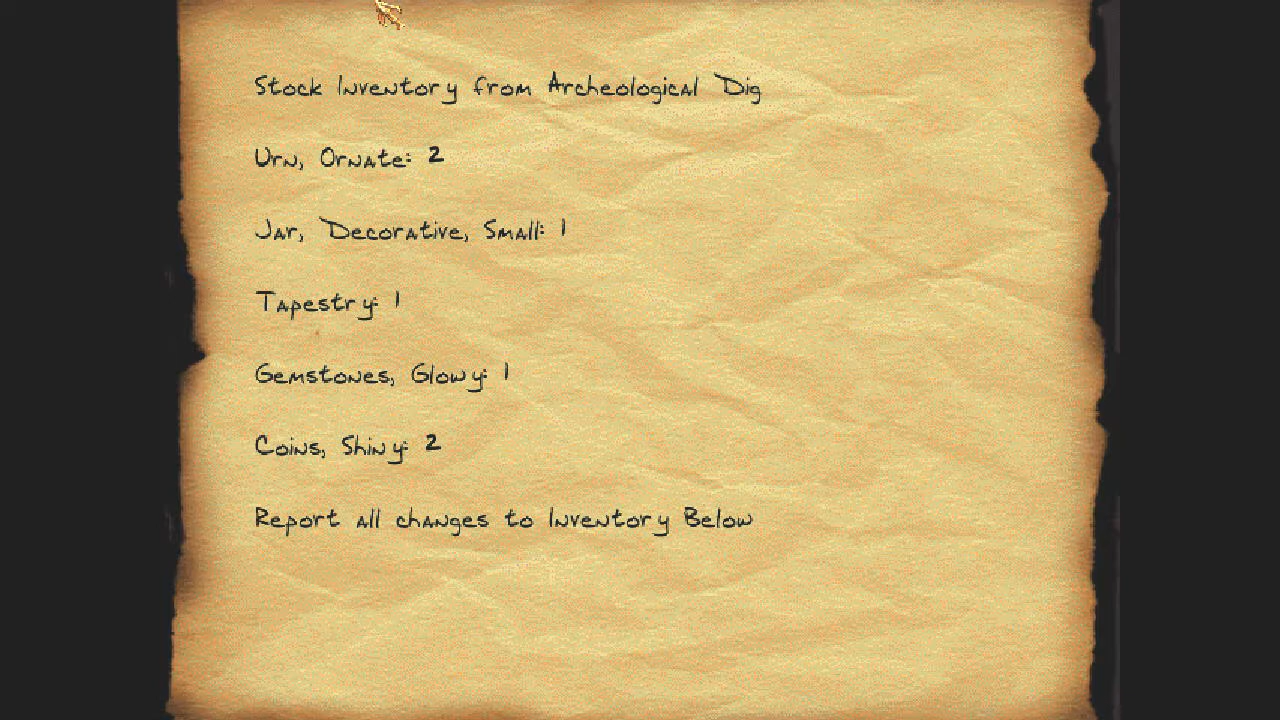 Stock Inventory from Archeological Dig
Urn, Ornate: 2
Jar, Decorative, Small: 1
Tapestry: 1
Gemstones, Glowy: 1
Coins, Shiny: 2
Report all changes to Inventory Below